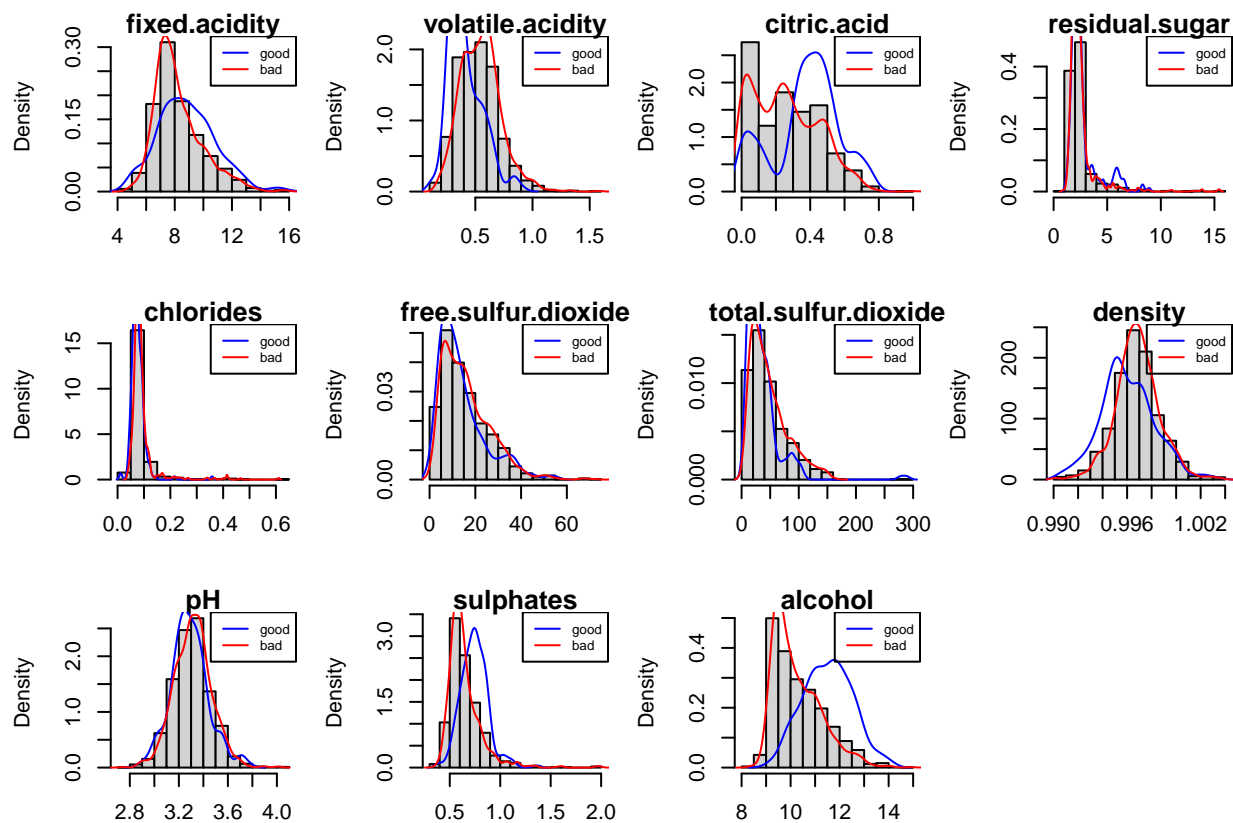 fixed.acidity
Density
0.00 0.15 0.30
4 8 12 16
good
bad
volatile.acidity
Density
0.0 1.0 2.0
0.5 1.0 1.5
good
bad
citric.acid
Density
0.0 1.0 2.0
0.0 0.4 0.8
good
bad
residual.sugar
Density
0.0 0.2 0.4
0 5 10 15
good
bad
chlorides
Density
0 5 10 15
0.0 0.2 0.4 0.6
good
bad
free.sulfur.dioxide
Density
0.00 0.03
0 20 40 60
good
bad
total.sulfur.dioxide
Density
0.000 0.010
0 100 200 300
good
bad
density
Density
0 100 200
0.990 0.996 1.002
good
bad
pH
Density
0.0 1.0 2.0
2.8 3.2 3.6 4.0
good
bad
sulphates
Density
0.0 1.5 3.0
0.5 1.0 1.5 2.0
good
bad
alcohol
Density
0.0 0.2 0.4
8 10 12 14
good
bad